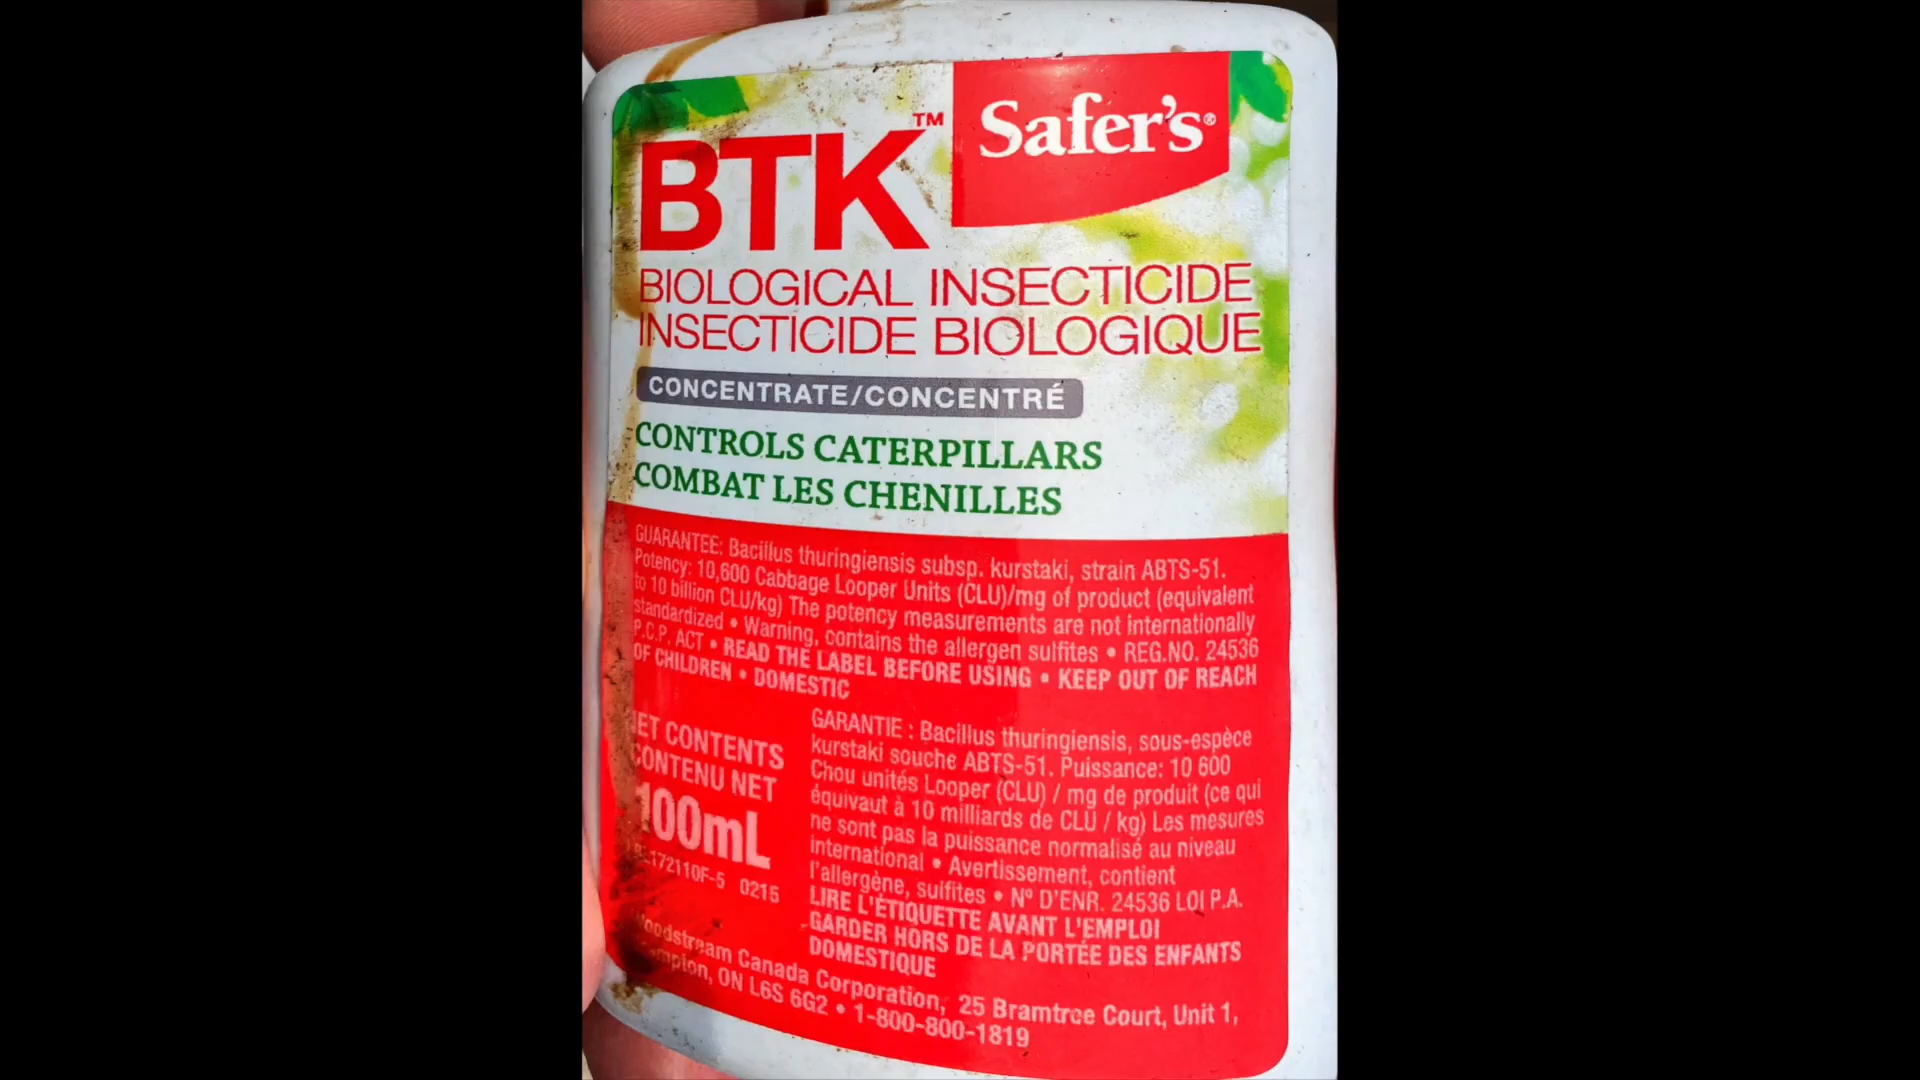 BTK™
Safer's®
BIOLOGICAL INSECTICIDE
INSECTICIDE BIOLOGIQUE
CONCENTRATE/CONCENTRÉ
CONTROLS CATERPILLARS
COMBAT LES CHENILLES
GUARANTEE: Bacillus thuringiensis subsp. kurstaki, strain ABTS-51.
Potency: 10,600 Cabbage Looper Units (CLU)/mg of product (equivalent
to 10 billion CLU/kg) The potency measurements are not internationally
standardized • Warning, contains the allergen sulfites • REG.NO. 24536
P.C.P. ACT • READ THE LABEL BEFORE USING • KEEP OUT OF REACH
OF CHILDREN • DOMESTIC
NET CONTENTS
CONTENU NET
100mL
172110F-5 0215
GARANTIE : Bacillus thuringiensis, sous-espèce
kurstaki souche ABTS-51. Puissance: 10 600
Chou unités Looper (CLU) / mg de produit (ce qui
équivaut à 10 milliards de CLU / kg) Les mesures
ne sont pas la puissance normalisé au niveau
international • Avertissement, contient
l'allergène, sulfites • Nº D'ENR. 24536 LOI P.A.
LIRE L'ÉTIQUETTE AVANT L'EMPLOI
GARDER HORS DE LA PORTÉE DES ENFANTS
DOMESTIQUE
Woodstream Canada Corporation, 25 Bramtree Court, Unit 1,
ON L6S 6G2 • 1-800-800-1819